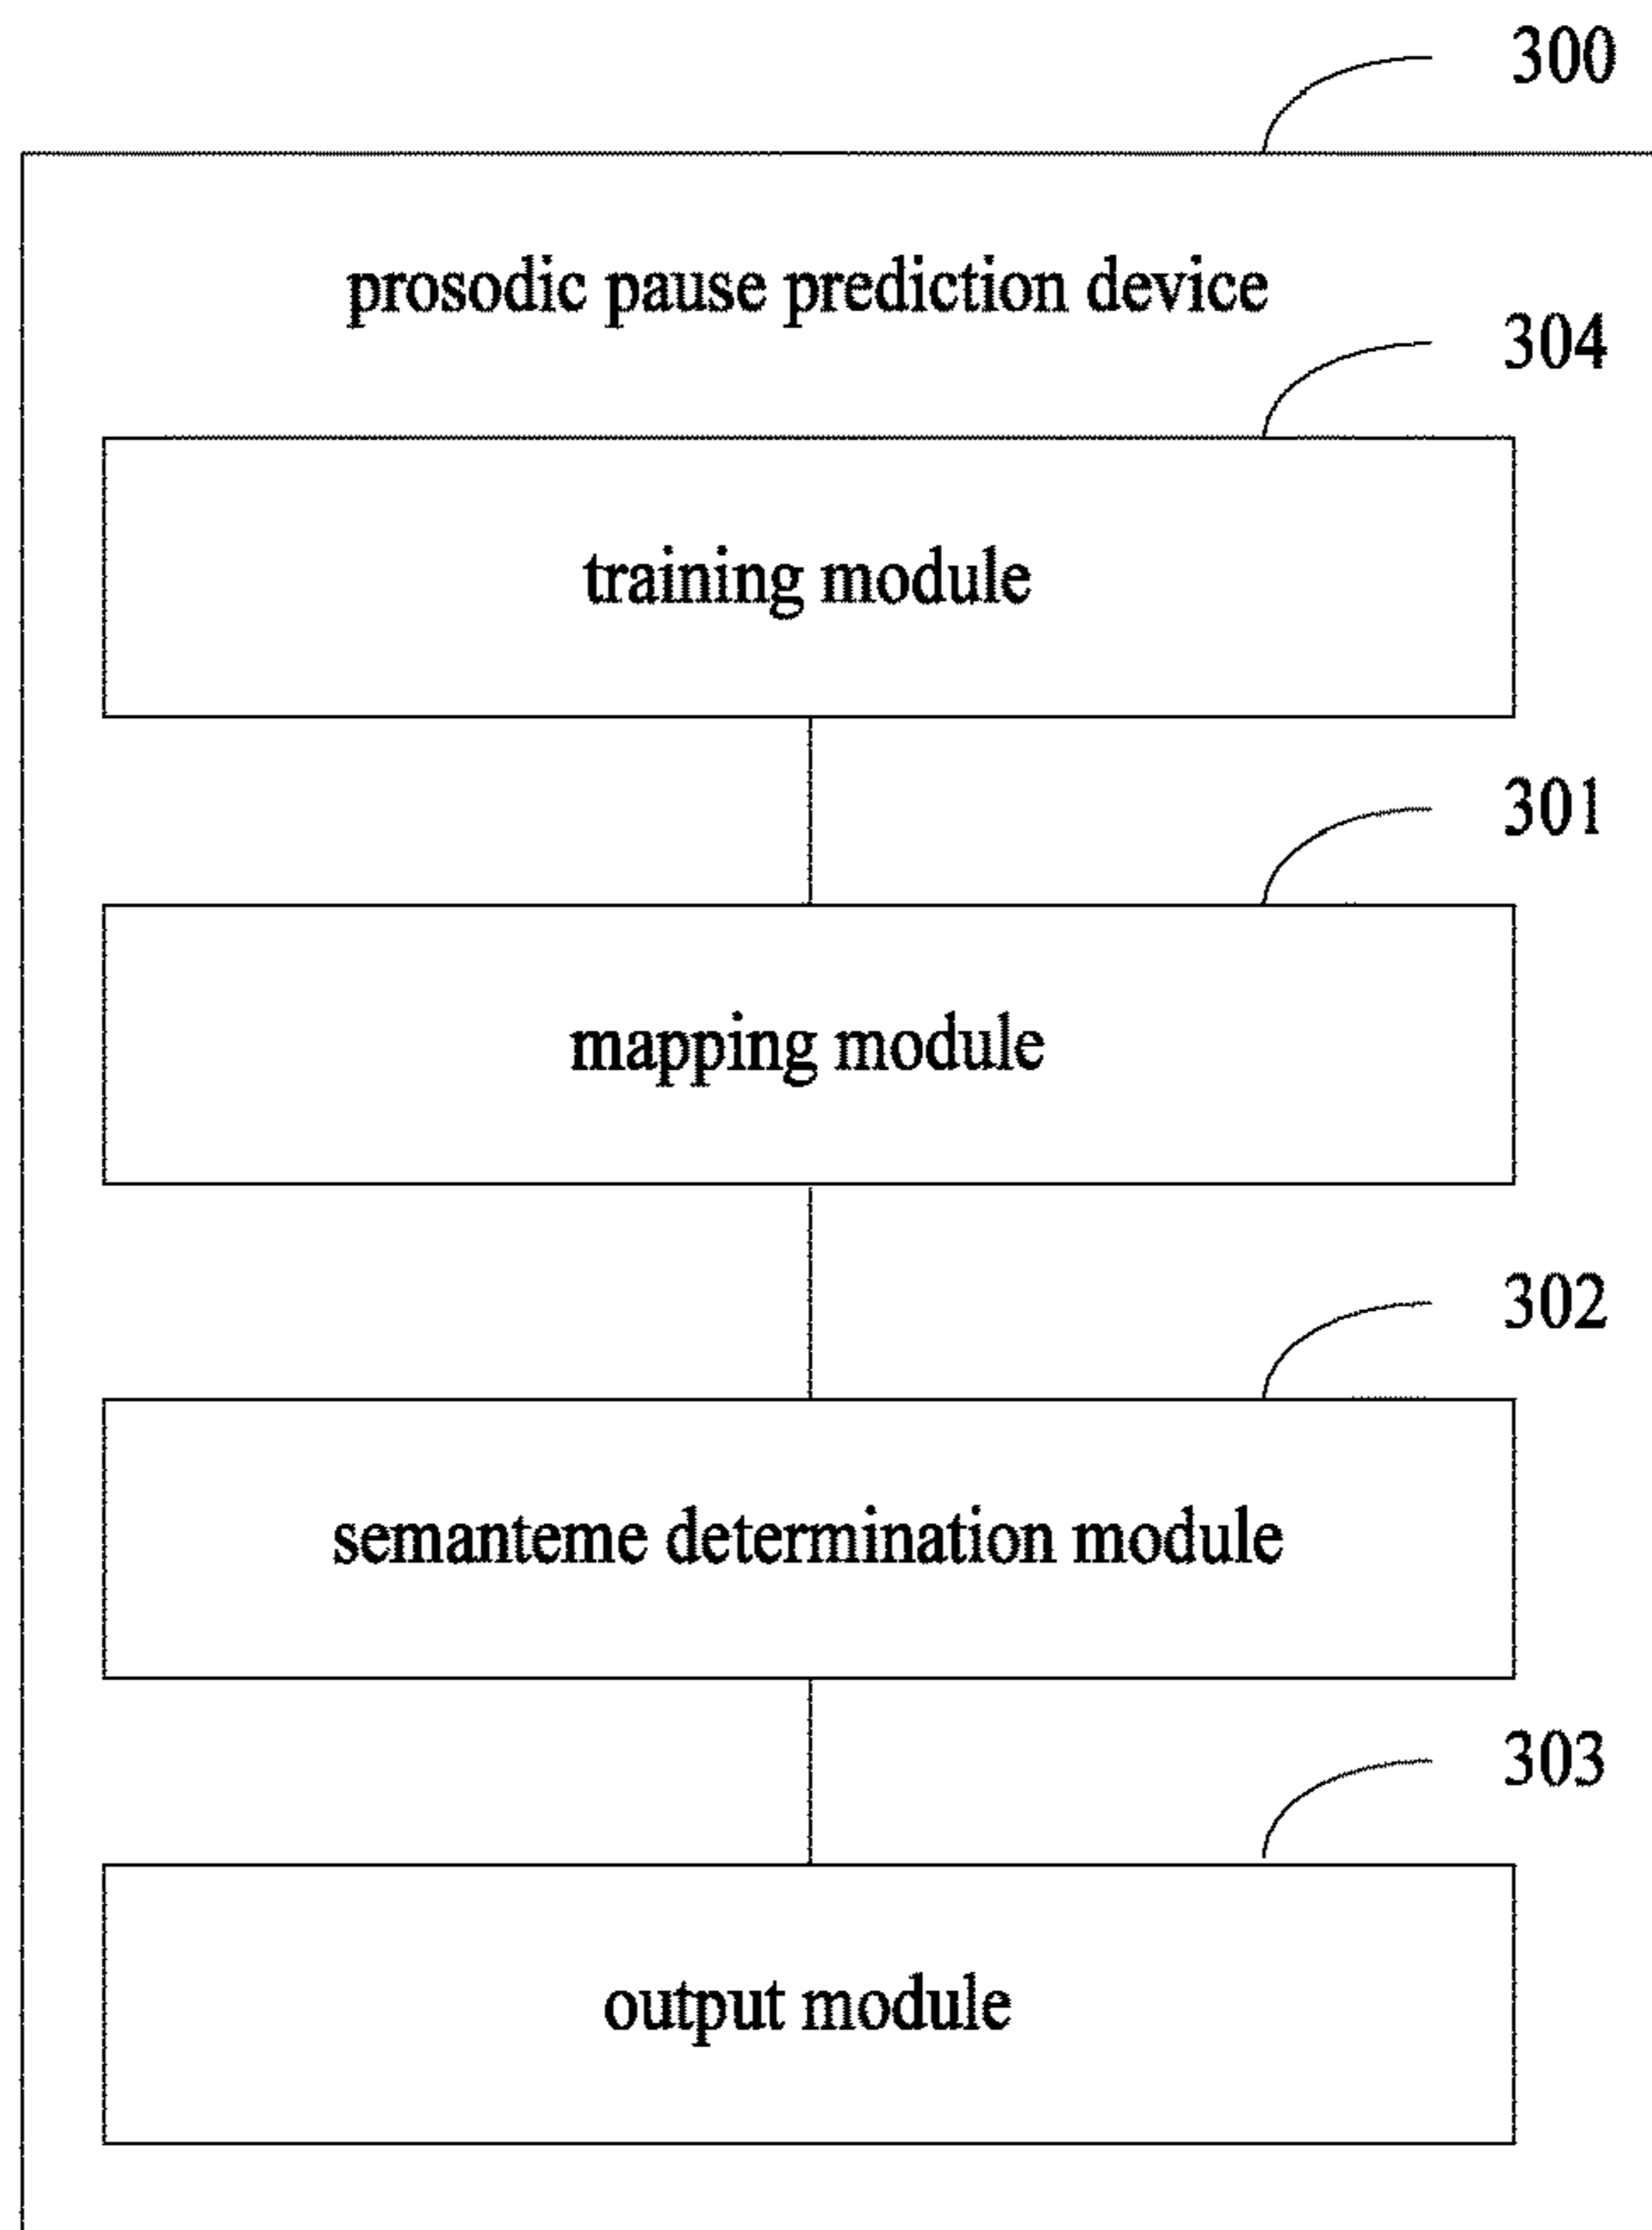 300
prosodic pause prediction device
304
training module
301
mapping module
302
semanteme determination module
303
output module